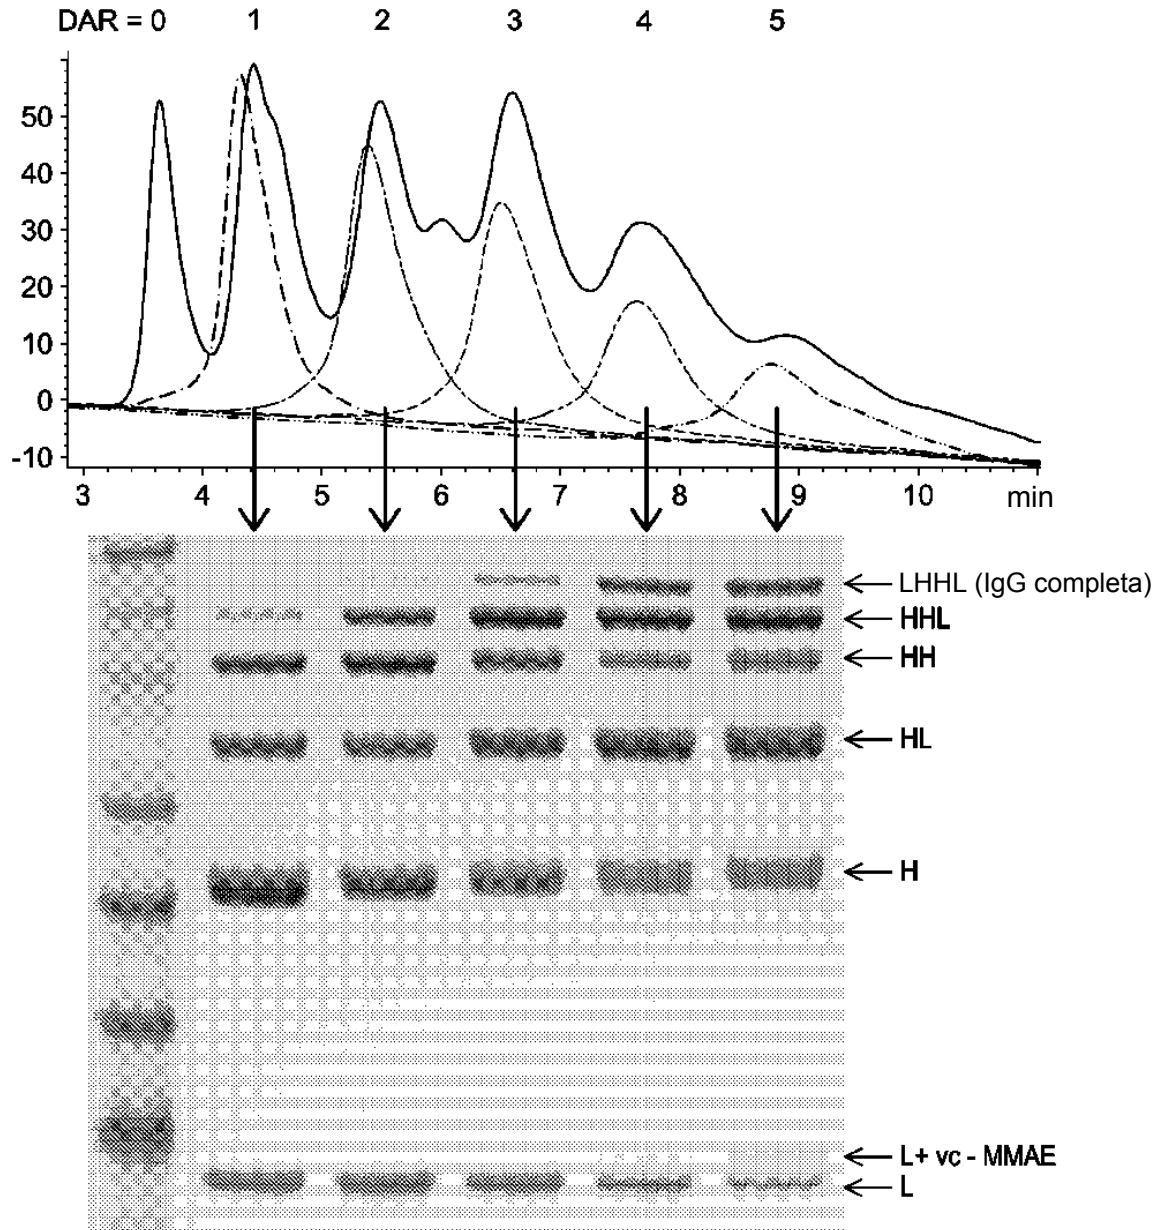 DAR = 0 1 2 3 4 5
50
40
30
20
10
0
-10
3 4 5 6 7 8 9 10 min
LHHL (IgG completa)
HHL
HH
HL
H
L+ vc - MMAE
L